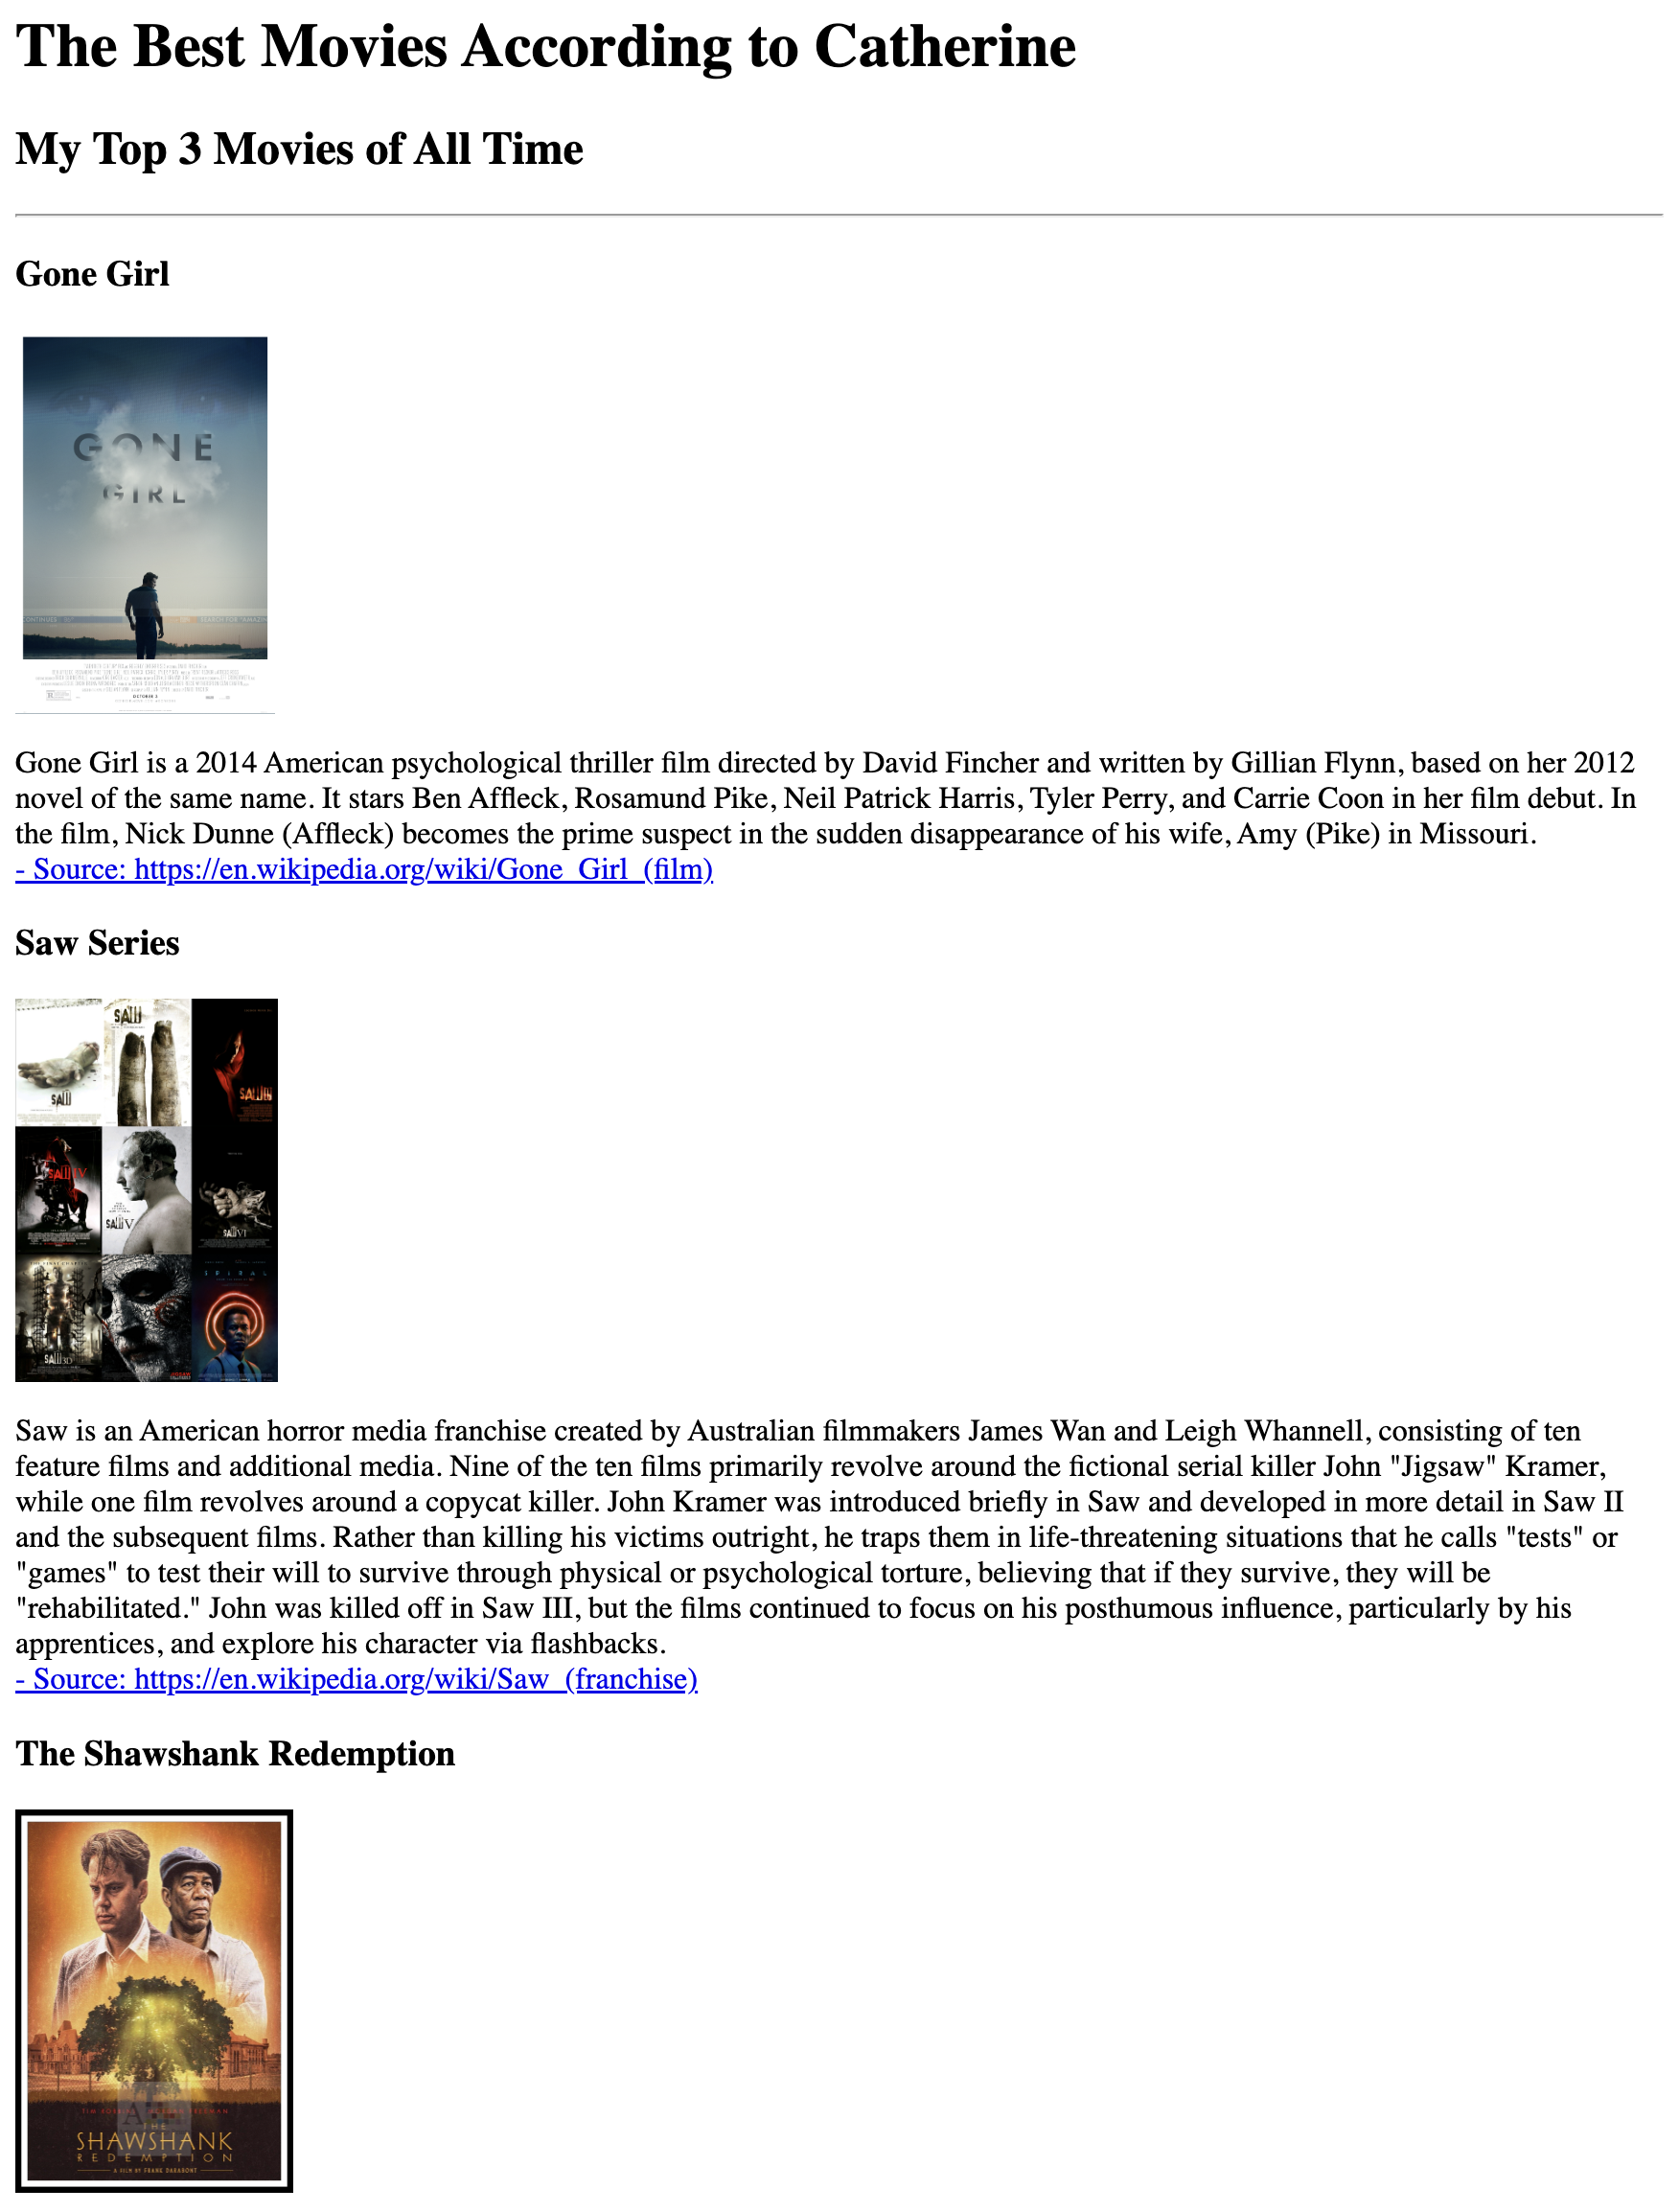 The Best Movies According to Catherine
My Top 3 Movies of All Time
Gone Girl
GONE
GIRL
OCTOBER 3
Gone Girl is a 2014 American psychological thriller film directed by David Fincher and written by Gillian Flynn, based on her 2012
novel of the same name. It stars Ben Affleck, Rosamund Pike, Neil Patrick Harris, Tyler Perry, and Carrie Coon in her film debut. In
the film, Nick Dunne (Affleck) becomes the prime suspect in the sudden disappearance of his wife, Amy (Pike) in Missouri.
- Source: https://en.wikipedia.org/wiki/Gone_Girl_(film)
Saw Series
SAW
SAW
SAW III
SAW IV
SAW V
SAW VI
SPIRAL
SAW 3D
Saw is an American horror media franchise created by Australian filmmakers James Wan and Leigh Whannell, consisting of ten
feature films and additional media. Nine of the ten films primarily revolve around the fictional serial killer John "Jigsaw" Kramer,
while one film revolves around a copycat killer. John Kramer was introduced briefly in Saw and developed in more detail in Saw II
and the subsequent films. Rather than killing his victims outright, he traps them in life-threatening situations that he calls "tests" or
"games" to test their will to survive through physical or psychological torture, believing that if they survive, they will be
"rehabilitated." John was killed off in Saw III, but the films continued to focus on his posthumous influence, particularly by his
apprentices, and explore his character via flashbacks.
- Source: https://en.wikipedia.org/wiki/Saw_(franchise)
The Shawshank Redemption
THE
SHAWSHANK
REDEMPTION
A FILM BY FRANK DARABONT